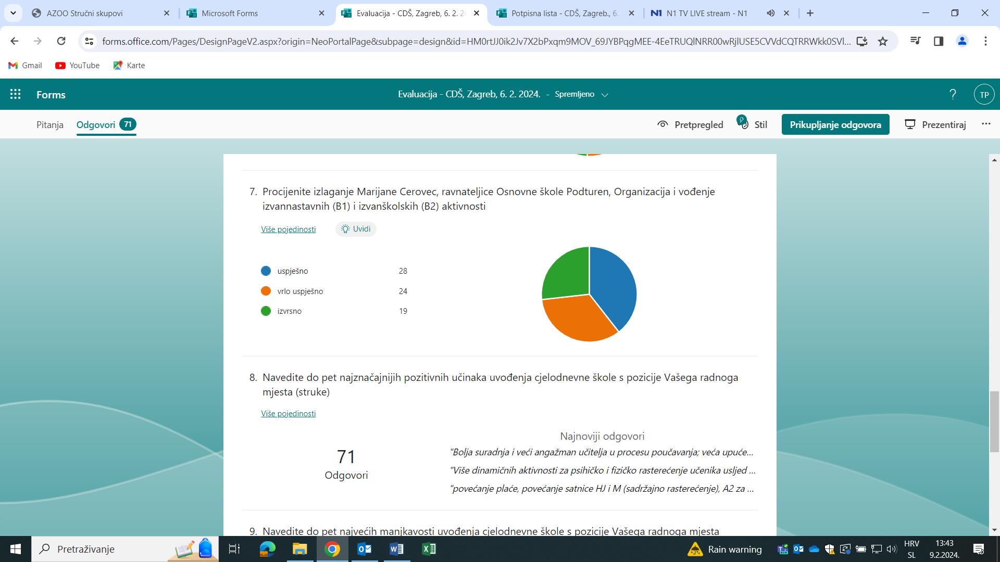 AZOO Stručni skupovi
Microsoft Forms
Evaluacija - CDŠ, Zagreb, 6. 2. 2
Potpisna lista - CDŠ, Zagreb., 6.
N1 TV LIVE stream - N1
forms.office.com/Pages/DesignPageV2.aspx?origin=NeoPortalPage&subpage=design&id=HM0rtJJ0ik2Jv7X2bPxqm9MOV_69JYBPqgMEE-4EeTRUQlNRR00wRjlUSE5CVVdCQTRRWkk0SVl...
Gmail
YouTube
Karte
Forms
Evaluacija - CDŠ, Zagreb, 6. 2. 2024. - Spremljeno
?
TP
Pitanja
Odgovori 71
Pretpregled
Stil
Prikupljanje odgovora
Prezentiraj
7. Procijenite izlaganje Marijane Cerovec, ravnateljice Osnovne škole Podturen, Organizacija i vođenje
izvannastavnih (B1) i izvanškolskih (B2) aktivnosti
Više pojedinosti
Uvidi
uspješno 28
vrlo uspješno 24
izvrsno 19
8. Navedite do pet najznačajnijih pozitivnih učinaka uvođenja cjelodnevne škole s pozicije Vašega radnoga
mjesta (struke)
Više pojedinosti
71
Odgovori
Najnoviji odgovori
"Bolja suradnja i veći angažman učitelja u procesu poučavanja; veća upuće...
"Više dinamičnih aktivnosti za psihičko i fizičko rasterećenje učenika usljed ...
"povećanje plaće, povećanje satnice HJ i M (sadržajno rasterećenje), A2 za ...
9. Navedite do pet najvećih manjkavosti uvođenja cjelodnevne škole s pozicije Vašega radnoga mjesta
Pretraživanje
Rain warning
HRV
SL
13:43
9.2.2024.